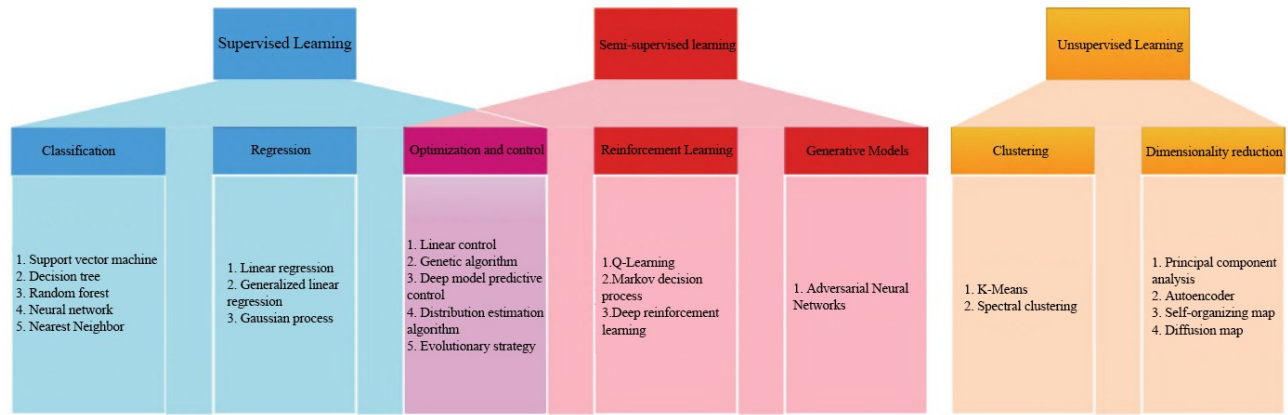 Supervised Learning
Semi-supervised learning
Unsupervised Learning
Classification
Regression
Optimization and control
Reinforcement Learning
Generative Models
Clustering
Dimensionality reduction
1. Support vector machine
2. Decision tree
3. Random forest
4. Neural network
5. Nearest Neighbor
1. Linear regression
2. Generalized linear
regression
3. Gaussian process
1. Linear control
2. Genetic algorithm
3. Deep model predictive
control
4. Distribution estimation
algorithm
5. Evolutionary strategy
1.Q-Learning
2.Markov decision
process
3.Deep reinforcement
learning
1. Adversarial Neural
Networks
1. K-Means
2. Spectral clustering
1. Principal component
analysis
2. Autoencoder
3. Self-organizing map
4. Diffusion map